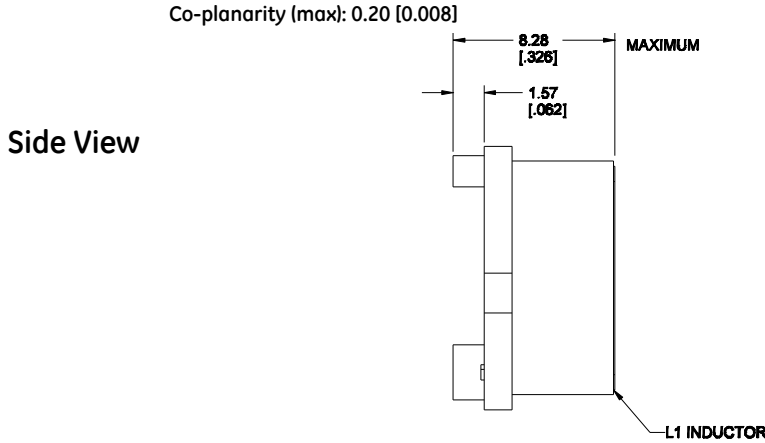 Co-planarity (max): 0.20 [0.008]
8.28
[.326]
MAXIMUM
1.57
[.062]
Side View
L1 INDUCTOR